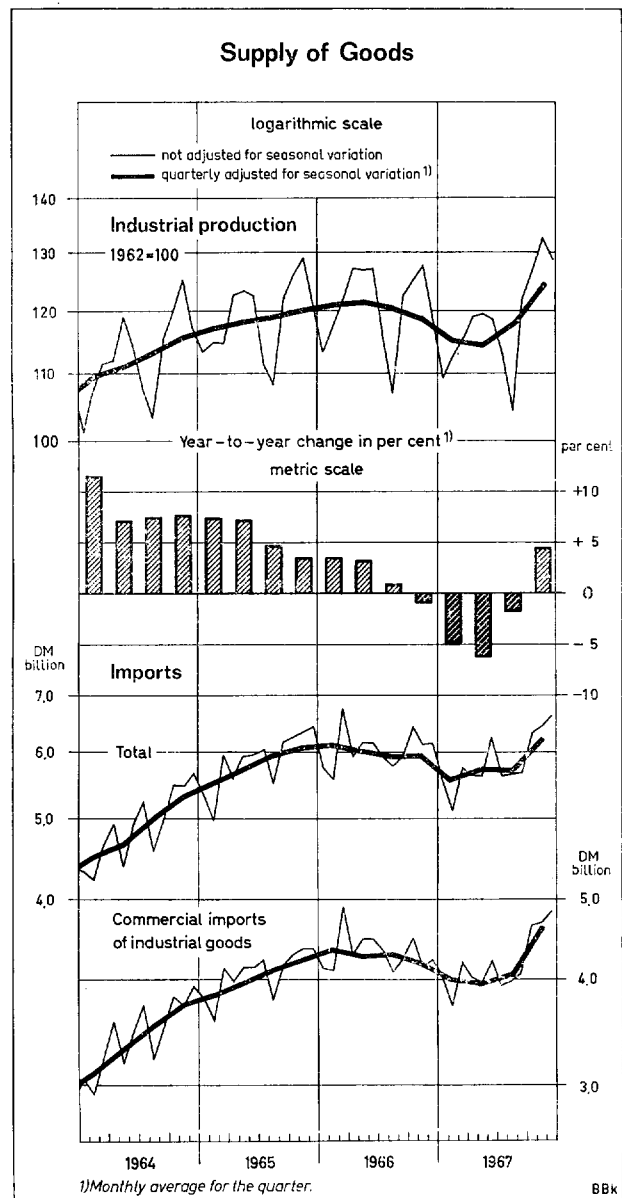 Supply of Goods
logarithmic scale
not adjusted for seasonal variation
quarterly adjusted for seasonal variation 1)
140
Industrial production
130
1962=100
120
110
100
Year-to-year change in per cent 1)
per cent
metric scale
+10
+ 5
0
- 5
-10
DM
billion
Imports
7,0
Total
6,0
5,0
4,0
DM
billion
5,0
Commercial imports
of industrial goods
4,0
3,0
1964
1965
1966
1967
1) Monthly average for the quarter.
BBk